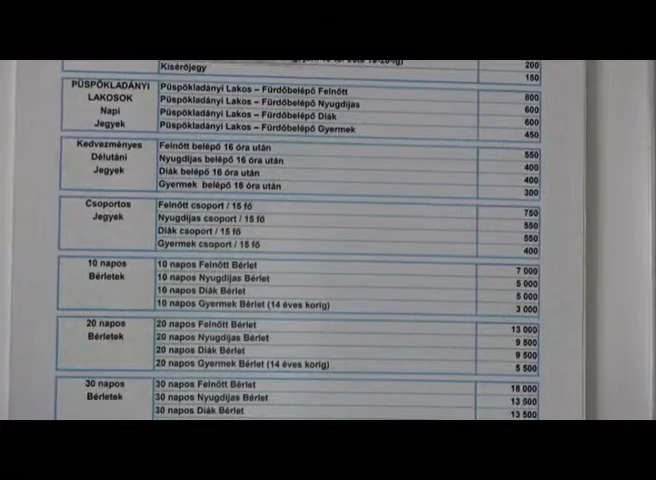 Kísérőjegy 200
150
PÜSPÖKLADÁNYI LAKOSOK Napi Jegyek
Püspökladányi Lakos – Fürdőbelépő Felnőtt 800
Püspökladányi Lakos – Fürdőbelépő Nyugdíjas 600
Püspökladányi Lakos – Fürdőbelépő Diák 600
Püspökladányi Lakos – Fürdőbelépő Gyermek 450
Kedvezményes Délutáni Jegyek
Felnőtt belépő 16 óra után 550
Nyugdíjas belépő 16 óra után 400
Diák belépő 16 óra után 400
Gyermek belépő 16 óra után 300
Csoportos Jegyek
Felnőtt csoport / 15 fő 750
Nyugdíjas csoport / 15 fő 550
Diák csoport / 15 fő 550
Gyermek csoport / 15 fő 400
10 napos Bérletek
10 napos Felnőtt Bérlet 7 000
10 napos Nyugdíjas Bérlet 5 000
10 napos Diák Bérlet 5 000
10 napos Gyermek Bérlet (14 éves korig) 3 000
20 napos Bérletek
20 napos Felnőtt Bérlet 13 000
20 napos Nyugdíjas Bérlet 9 500
20 napos Diák Bérlet 9 500
20 napos Gyermek Bérlet (14 éves korig) 5 500
30 napos Bérletek
30 napos Felnőtt Bérlet 18 000
30 napos Nyugdíjas Bérlet 13 500
30 napos Diák Bérlet 13 500